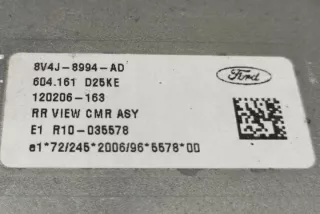 8V4J-8994-AD
604.161 D25KE
Ford
120206-163
RR VIEW CMR ASY
E1 R10-035578
e1*72/245*2006/96*5578*00